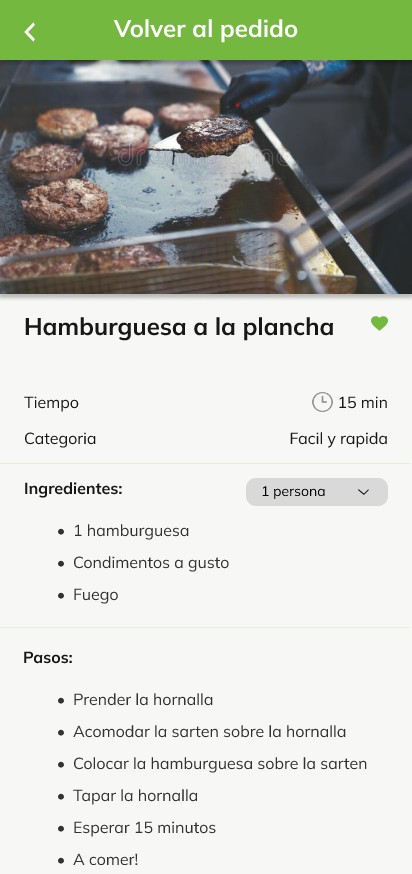 Volver al pedido
dreamstime
Hamburguesa a la plancha
Tiempo
15 min
Categoria
Facil y rapida
Ingredientes:
1 persona
• 1 hamburguesa
• Condimentos a gusto
• Fuego
Pasos:
• Prender la hornalla
• Acomodar la sarten sobre la hornalla
• Colocar la hamburguesa sobre la sarten
• Tapar la hornalla
• Esperar 15 minutos
• A comer!